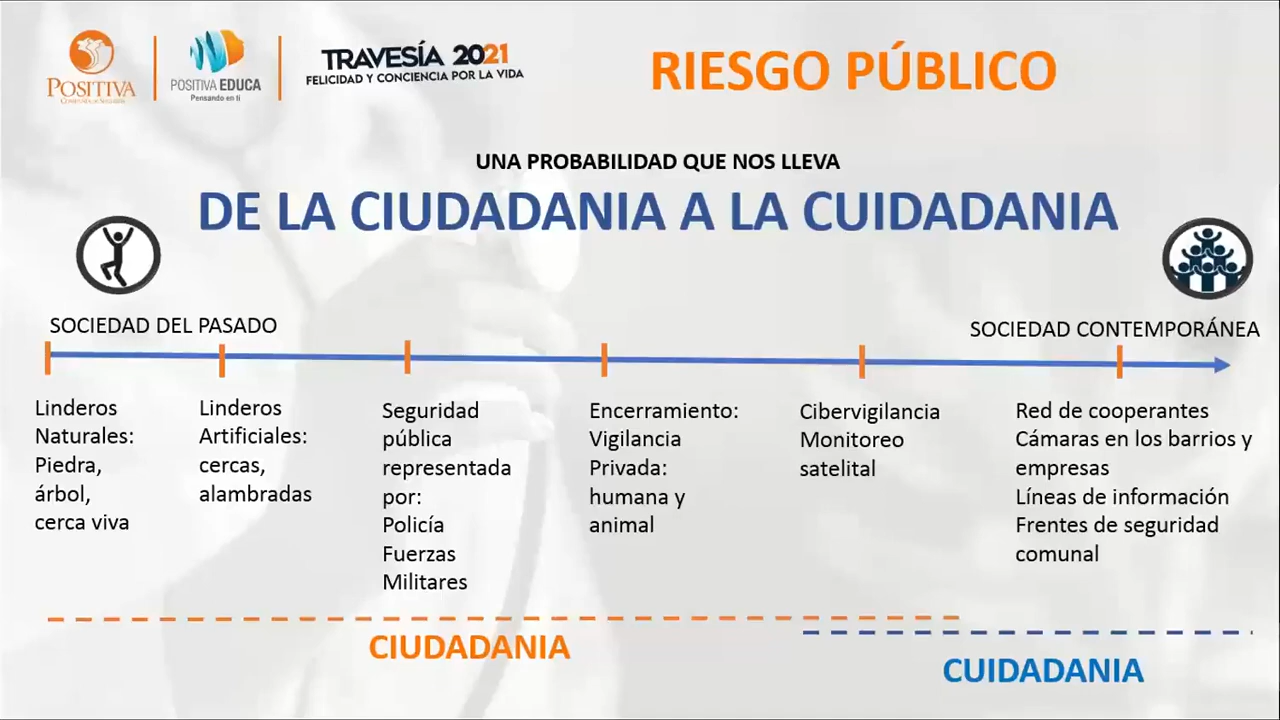 POSITIVA
COMPAÑÍA DE SEGUROS
POSITIVA EDUCA
Pensando en ti
TRAVESÍA 2021
FELICIDAD Y CONCIENCIA POR LA VIDA
RIESGO PÚBLICO
UNA PROBABILIDAD QUE NOS LLEVA
DE LA CIUDADANIA A LA CUIDADANIA
SOCIEDAD DEL PASADO
SOCIEDAD CONTEMPORÁNEA
Linderos
Naturales:
Piedra,
árbol,
cerca viva
Linderos
Artificiales:
cercas,
alambradas
Seguridad
pública
representada
por:
Policía
Fuerzas
Militares
Encerramiento:
Vigilancia
Privada:
humana y
animal
Cibervigilancia
Monitoreo
satelital
Red de cooperantes
Cámaras en los barrios y
empresas
Líneas de información
Frentes de seguridad
comunal
CIUDADANIA
CUIDADANIA